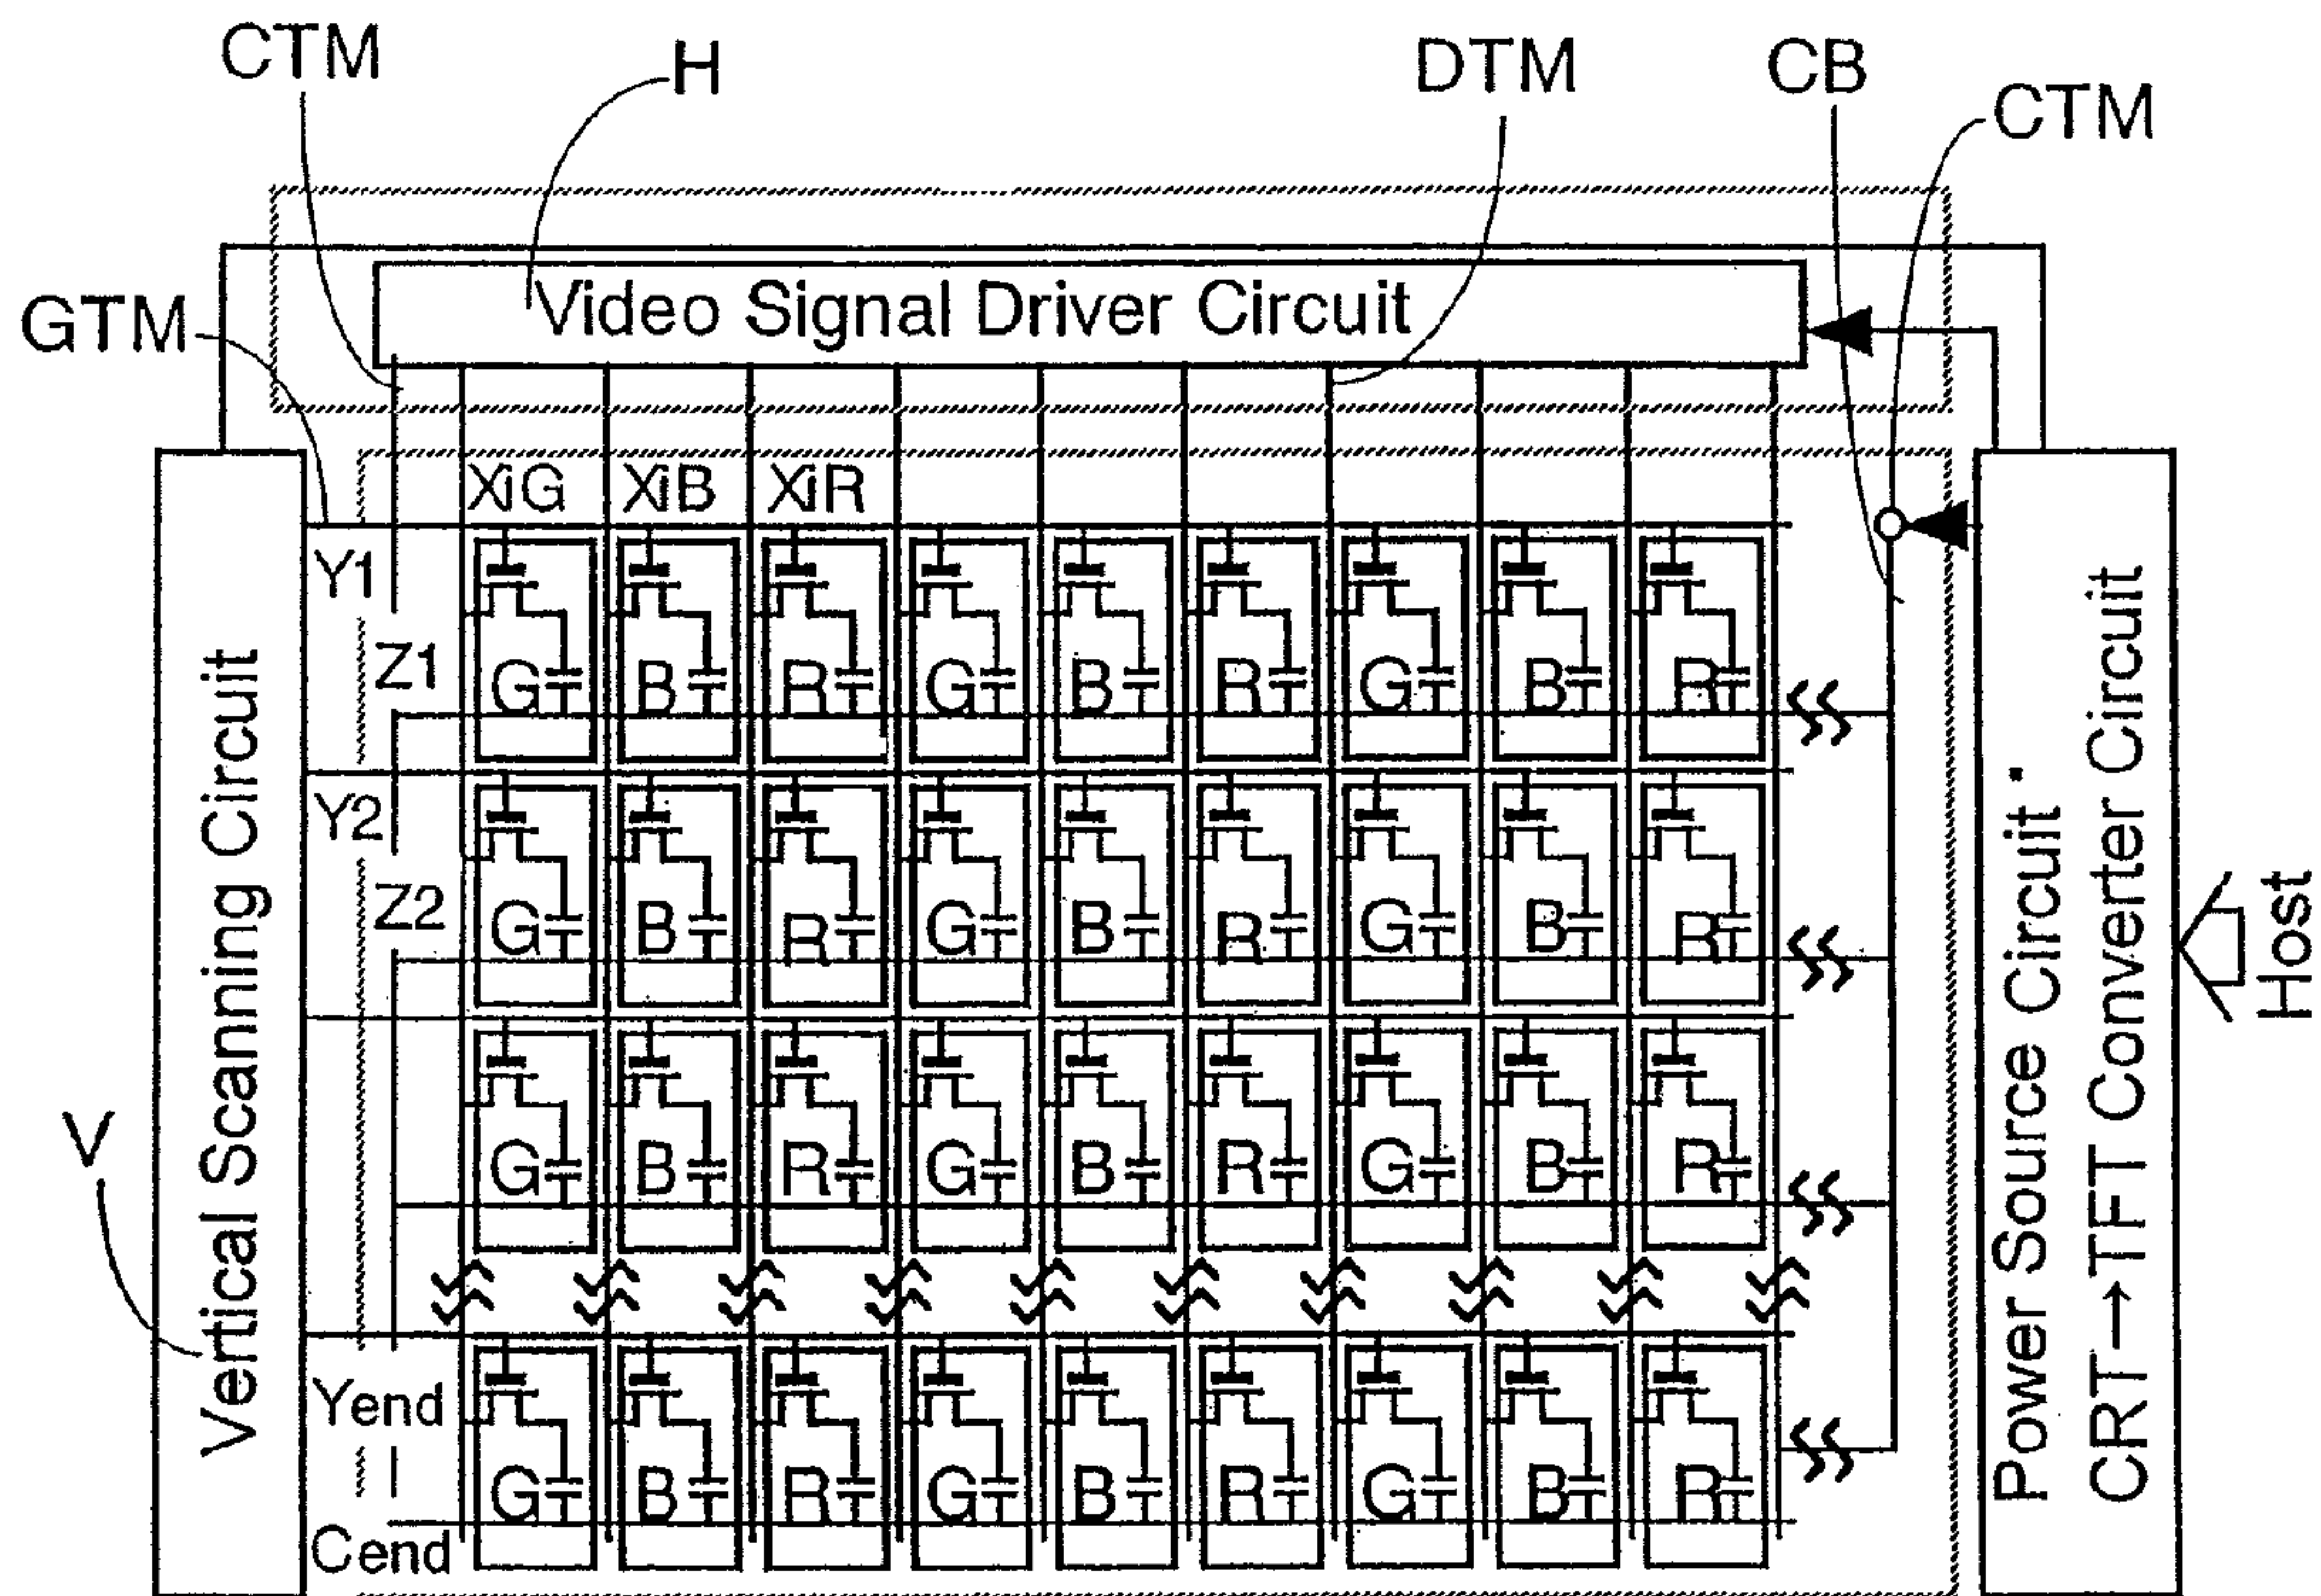 CTM
H
DTM
CB
CTM
GTM
Video Signal Driver Circuit
XiG XiB XiR
Y1
Z1
G B R G B R G B R
Y2
Z2
G B R G B R G B R
G B R G B R G B R
Yend
G B R G B R G B R
Cend
V
Vertical Scanning Circuit
Power Source Circuit •
CRT→TFT Converter Circuit
Host